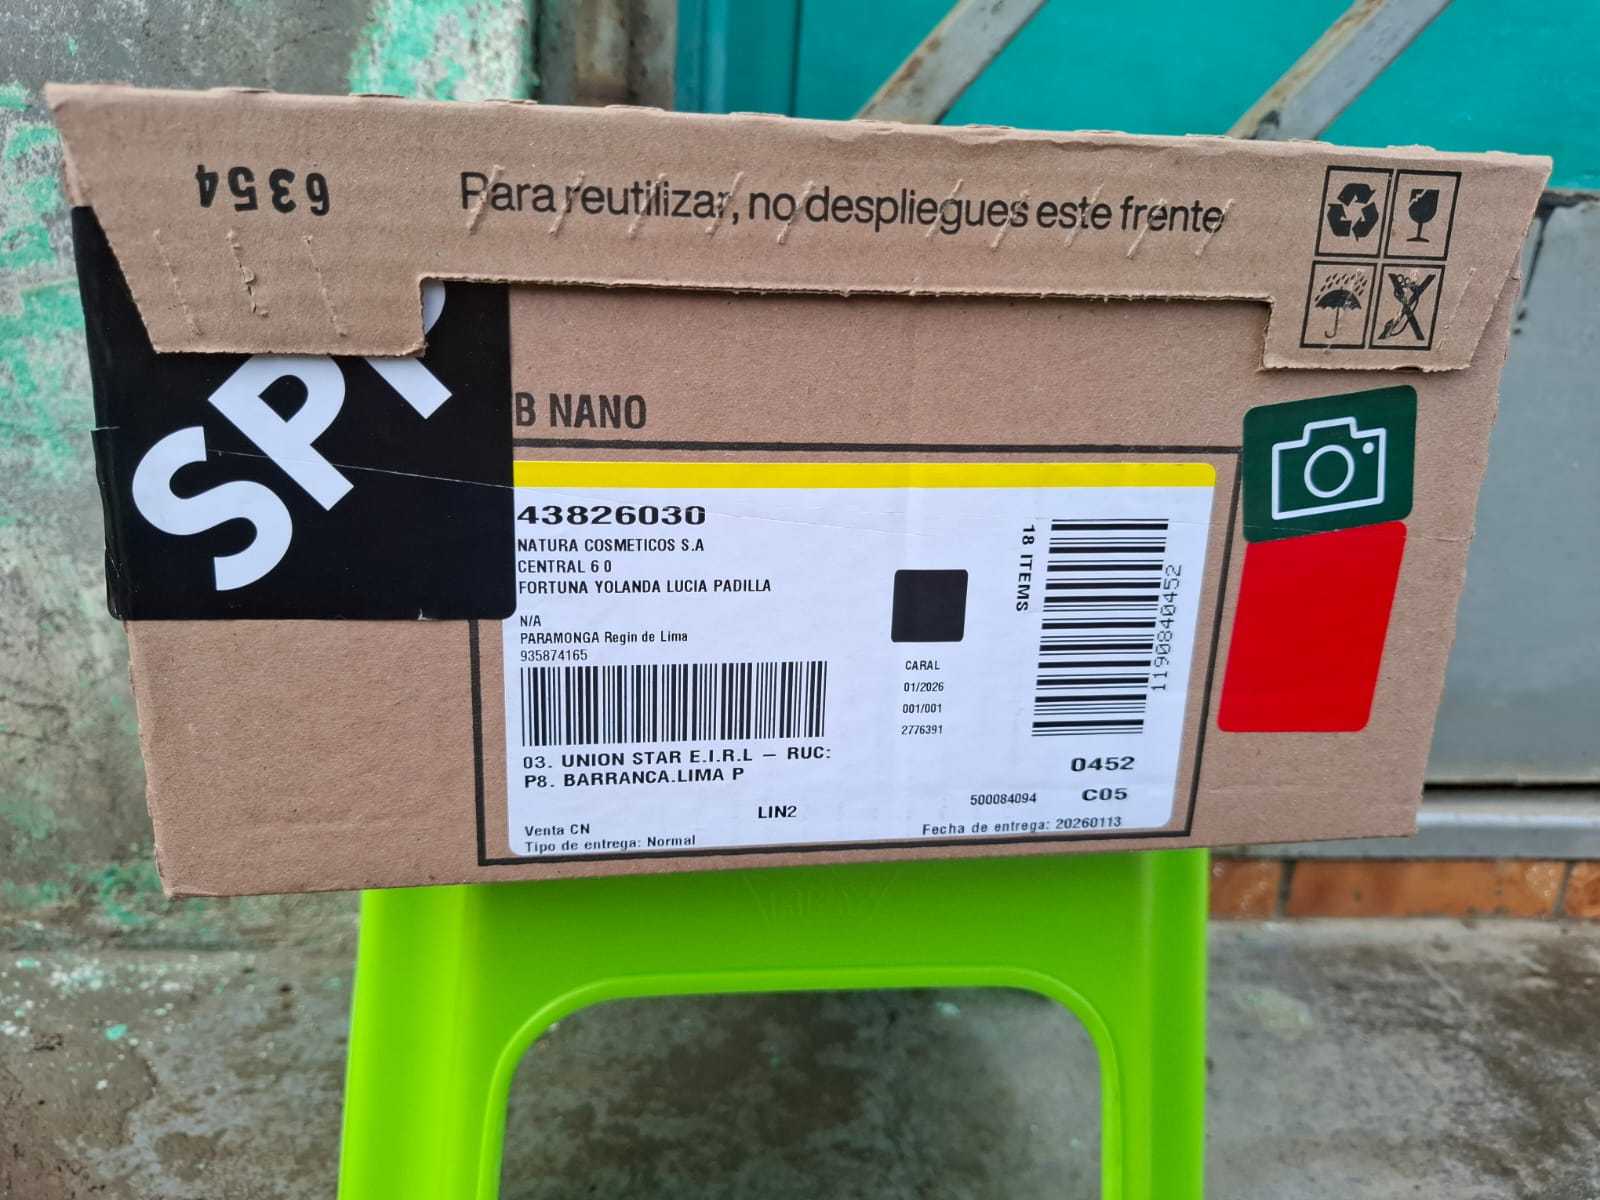 6354
Para reutilizar, no despliegues este frente
SPP
B NANO
43826030
NATURA COSMETICOS S.A
CENTRAL 6 0
FORTUNA YOLANDA LUCIA PADILLA
N/A
PARAMONGA Regin de Lima
935874165
18 ITEMS
1190840452
CARAL
01/2026
001/001
2776391
03. UNION STAR E.I.R.L – RUC:
P8. BARRANCA.LIMA P
0452
LIN2
500084094
C05
Venta CN
Tipo de entrega: Normal
Fecha de entrega: 20260113